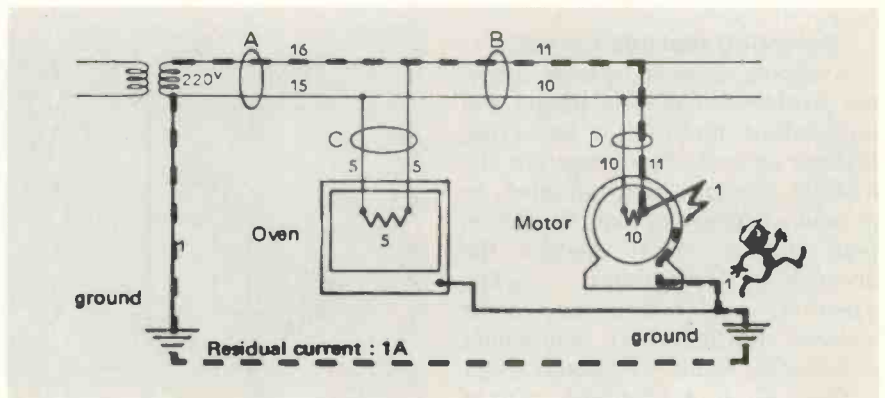 A
B
16
11
220V
15
10
C
D
5
5
10
11
1
Oven
5
Motor
10
1
1
1
ground
ground
Residual current : 1A